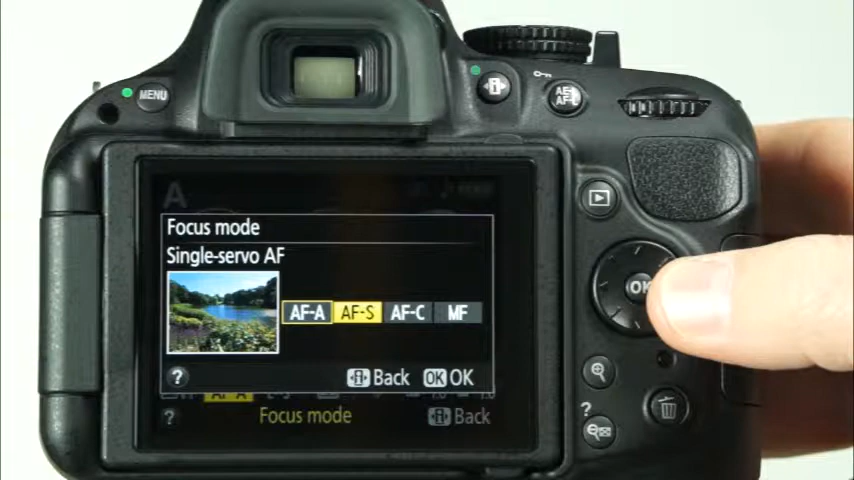 MENU
i
AE-L
AF-L
A
Focus mode
Single-servo AF
AF-A AF-S AF-C MF
OK
? i Back OK OK
AF-A
? Focus mode i Back
?